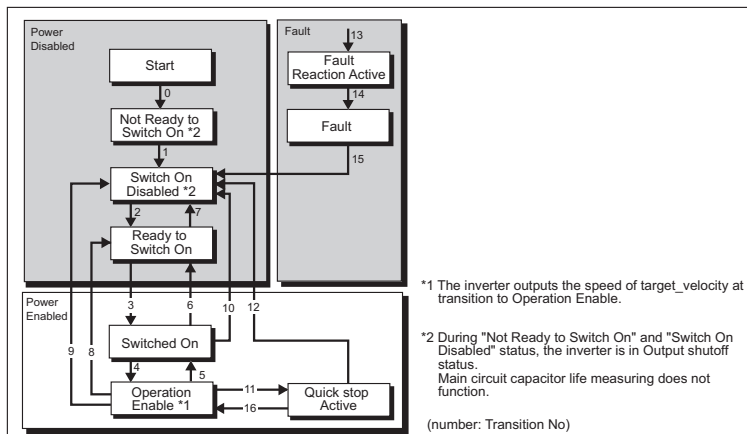 Power
Disabled
Start
0
Not Ready to
Switch On *2
1
Switch On
Disabled *2
2
7
Ready to
Switch On
3
6
10
12
Fault
13
Fault
Reaction Active
14
Fault
15
Power
Enabled
9
8
Switched On
4
5
Operation
Enable *1
11
16
Quick stop
Active
*1 The inverter outputs the speed of target_velocity at
transition to Operation Enable.
*2 During "Not Ready to Switch On" and "Switch On
Disabled" status, the inverter is in Output shutoff
status.
Main circuit capacitor life measuring does not
function.
(number: Transition No)